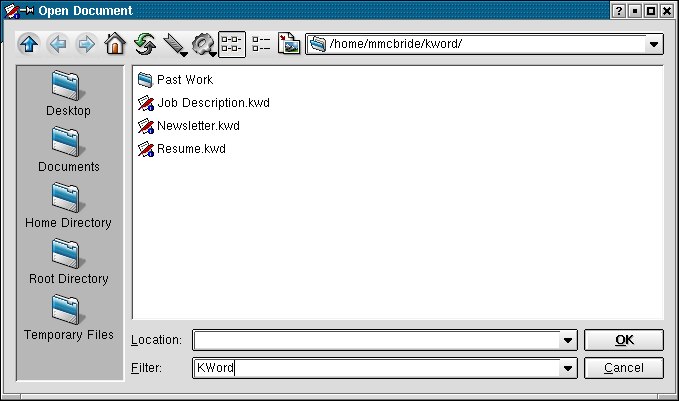 Open Document
/home/mmcbride/kword/
Desktop
Documents
Home Directory
Root Directory
Temporary Files
Past Work
Job Description.kwd
Newsletter.kwd
Resume.kwd
Location:
OK
Filter:
KWord
Cancel